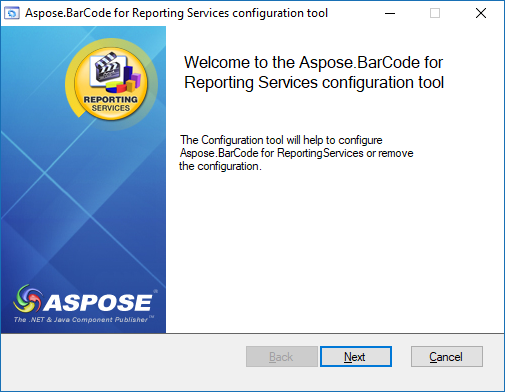 Aspose.BarCode for Reporting Services configuration tool
REPORTING
SERVICES
Welcome to the Aspose.BarCode for
Reporting Services configuration tool
The Configuration tool will help to configure
Aspose.BarCode for ReportingServices or remove
the configuration.
ASPOSE®
The .NET & Java Component Publisher™
Back
Next
Cancel